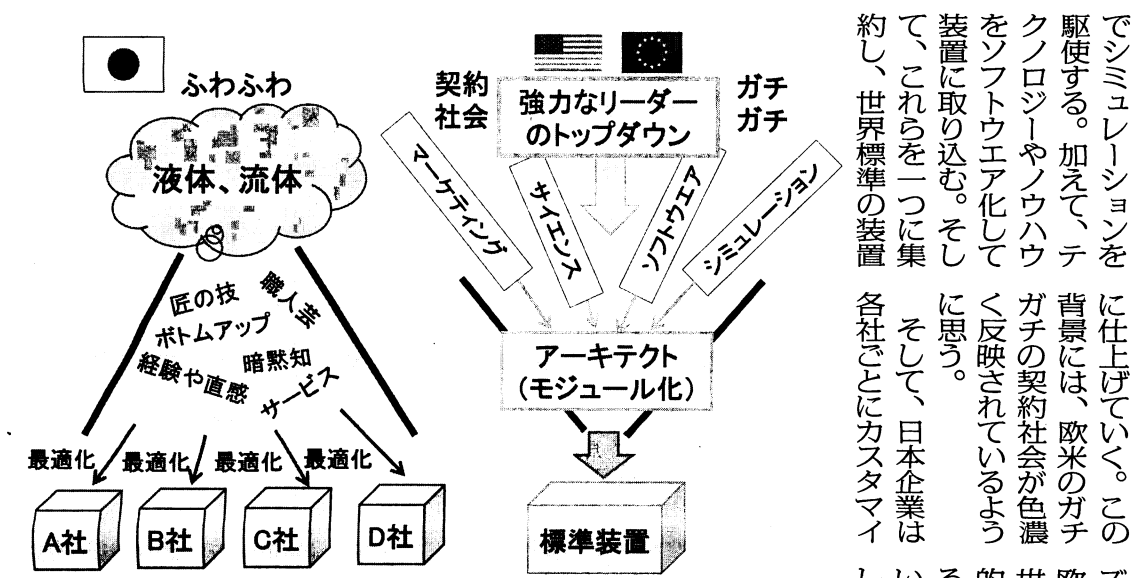 ふわふわ
液体、流体
匠の技
職人芸
ボトムアップ
経験や直感
暗黙知
サービス
最適化
最適化
最適化
最適化
A社
B社
C社
D社
契約
社会
強力なリーダー
のトップダウン
ガチ
ガチ
マーケティング
サイエンス
ソフトウエア
シミュレーション
アーキテクト
(モジュール化)
標準装置
でシミュレーションを
駆使する。加えて、テ
クノロジーやノウハウ
をソフトウエア化して
装置に取り込む。そし
て、これらを一つに集
約し、世界標準の装置
に仕上げていく。この
背景には、欧米のガチ
ガチの契約社会が色濃
く反映されているよう
に思う。
そして、日本企業は
各社ごとにカスタマイ